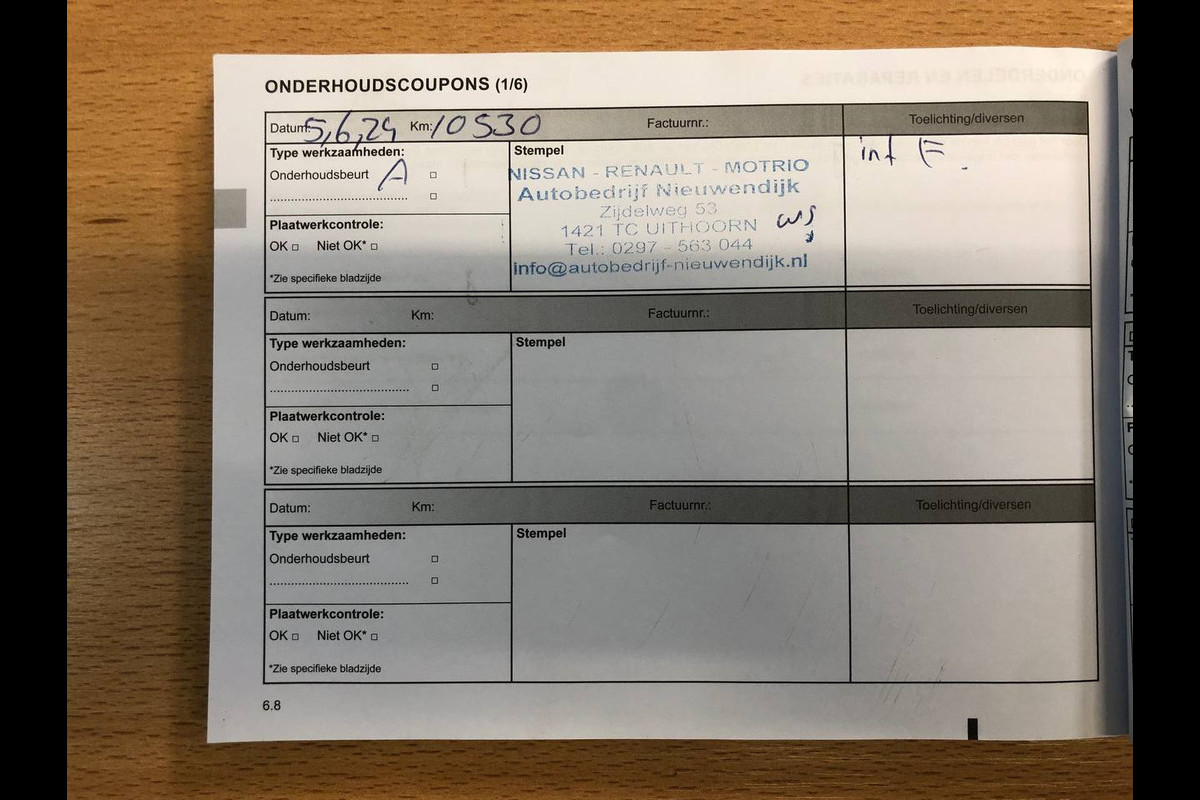 ONDERHOUDSCOUPONS (1/6)
Datum: 5,6,24 Km: 10530 Factuurnr.: Toelichting/diversen
Type werkzaamheden: Stempel int E
Onderhoudsbeurt A
NISSAN - RENAULT - MOTRIO
Autobedrijf Nieuwendijk
Zijdelweg 53
1421 TC UITHOORN
Tel.: 0297 - 563 044
info@autobedrijf-nieuwendijk.nl
Plaatwerkcontrole:
OK Niet OK*
*Zie specifieke bladzijde
Datum: Km: Factuurnr.: Toelichting/diversen
Type werkzaamheden: Stempel
Onderhoudsbeurt
Plaatwerkcontrole:
OK Niet OK*
*Zie specifieke bladzijde
Datum: Km: Factuurnr.: Toelichting/diversen
Type werkzaamheden: Stempel
Onderhoudsbeurt
Plaatwerkcontrole:
OK Niet OK*
*Zie specifieke bladzijde
6.8